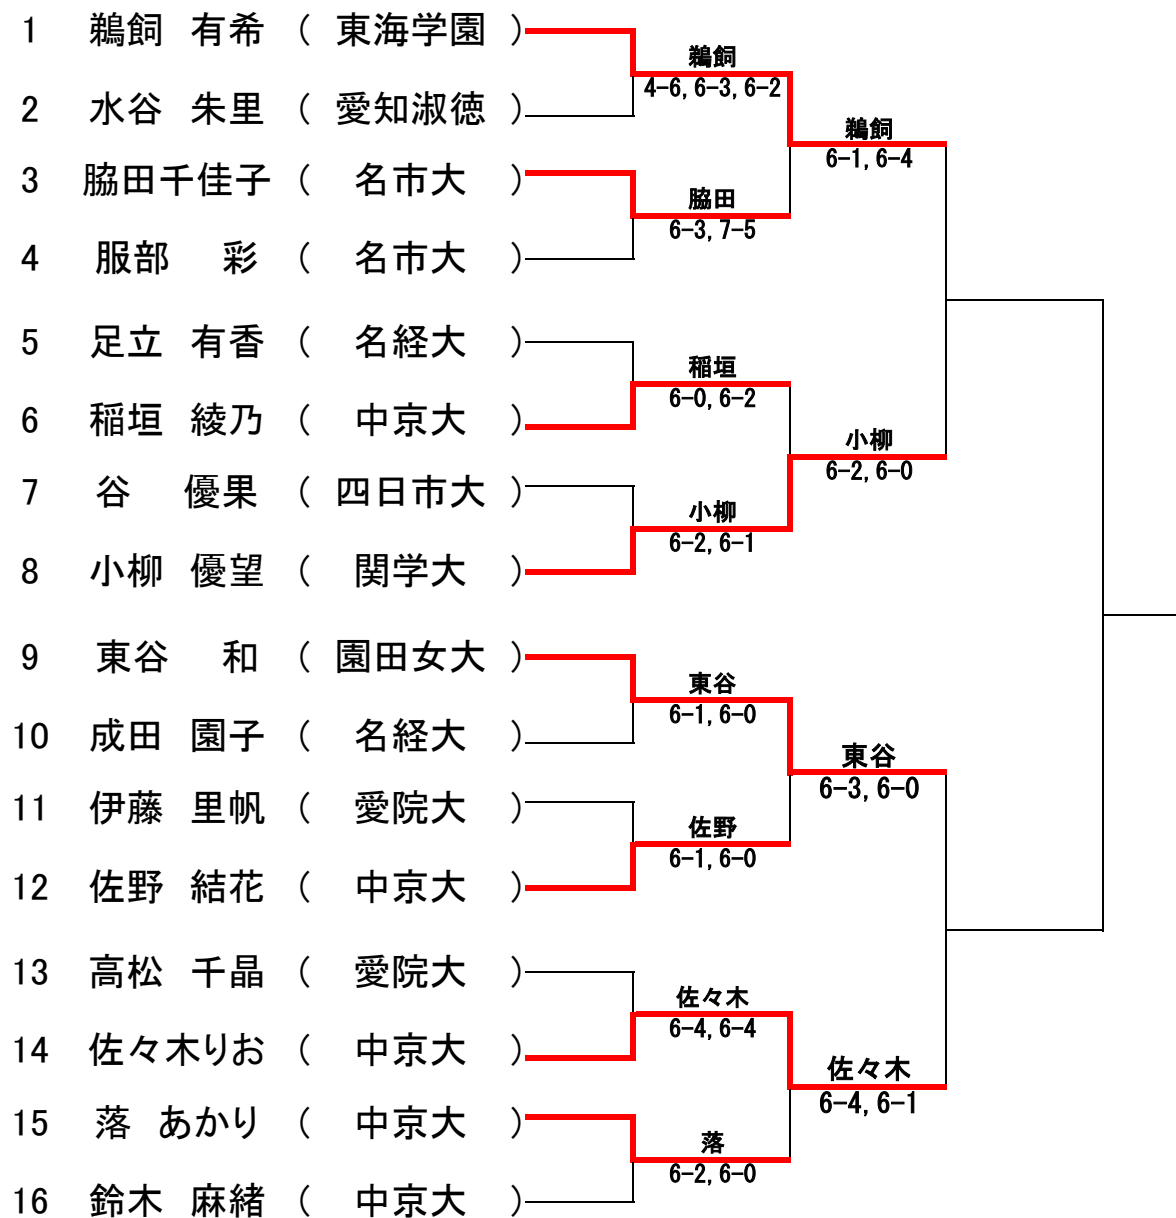 1 鵜飼 有希 ( 東海学園 )
鵜飼
4-6, 6-3, 6-2
2 水谷 朱里 ( 愛知淑徳 )
鵜飼
6-1, 6-4
3 脇田千佳子 ( 名市大 )
脇田
6-3, 7-5
4 服部 彩 ( 名市大 )
5 足立 有香 ( 名経大 )
稲垣
6-0, 6-2
6 稲垣 綾乃 ( 中京大 )
小柳
6-2, 6-0
7 谷 優果 ( 四日市大 )
小柳
6-2, 6-1
8 小柳 優望 ( 関学大 )
9 東谷 和 ( 園田女大 )
東谷
6-1, 6-0
10 成田 園子 ( 名経大 )
東谷
6-3, 6-0
11 伊藤 里帆 ( 愛院大 )
佐野
6-1, 6-0
12 佐野 結花 ( 中京大 )
13 高松 千晶 ( 愛院大 )
佐々木
6-4, 6-4
14 佐々木りお ( 中京大 )
佐々木
6-4, 6-1
15 落 あかり ( 中京大 )
落
6-2, 6-0
16 鈴木 麻緒 ( 中京大 )